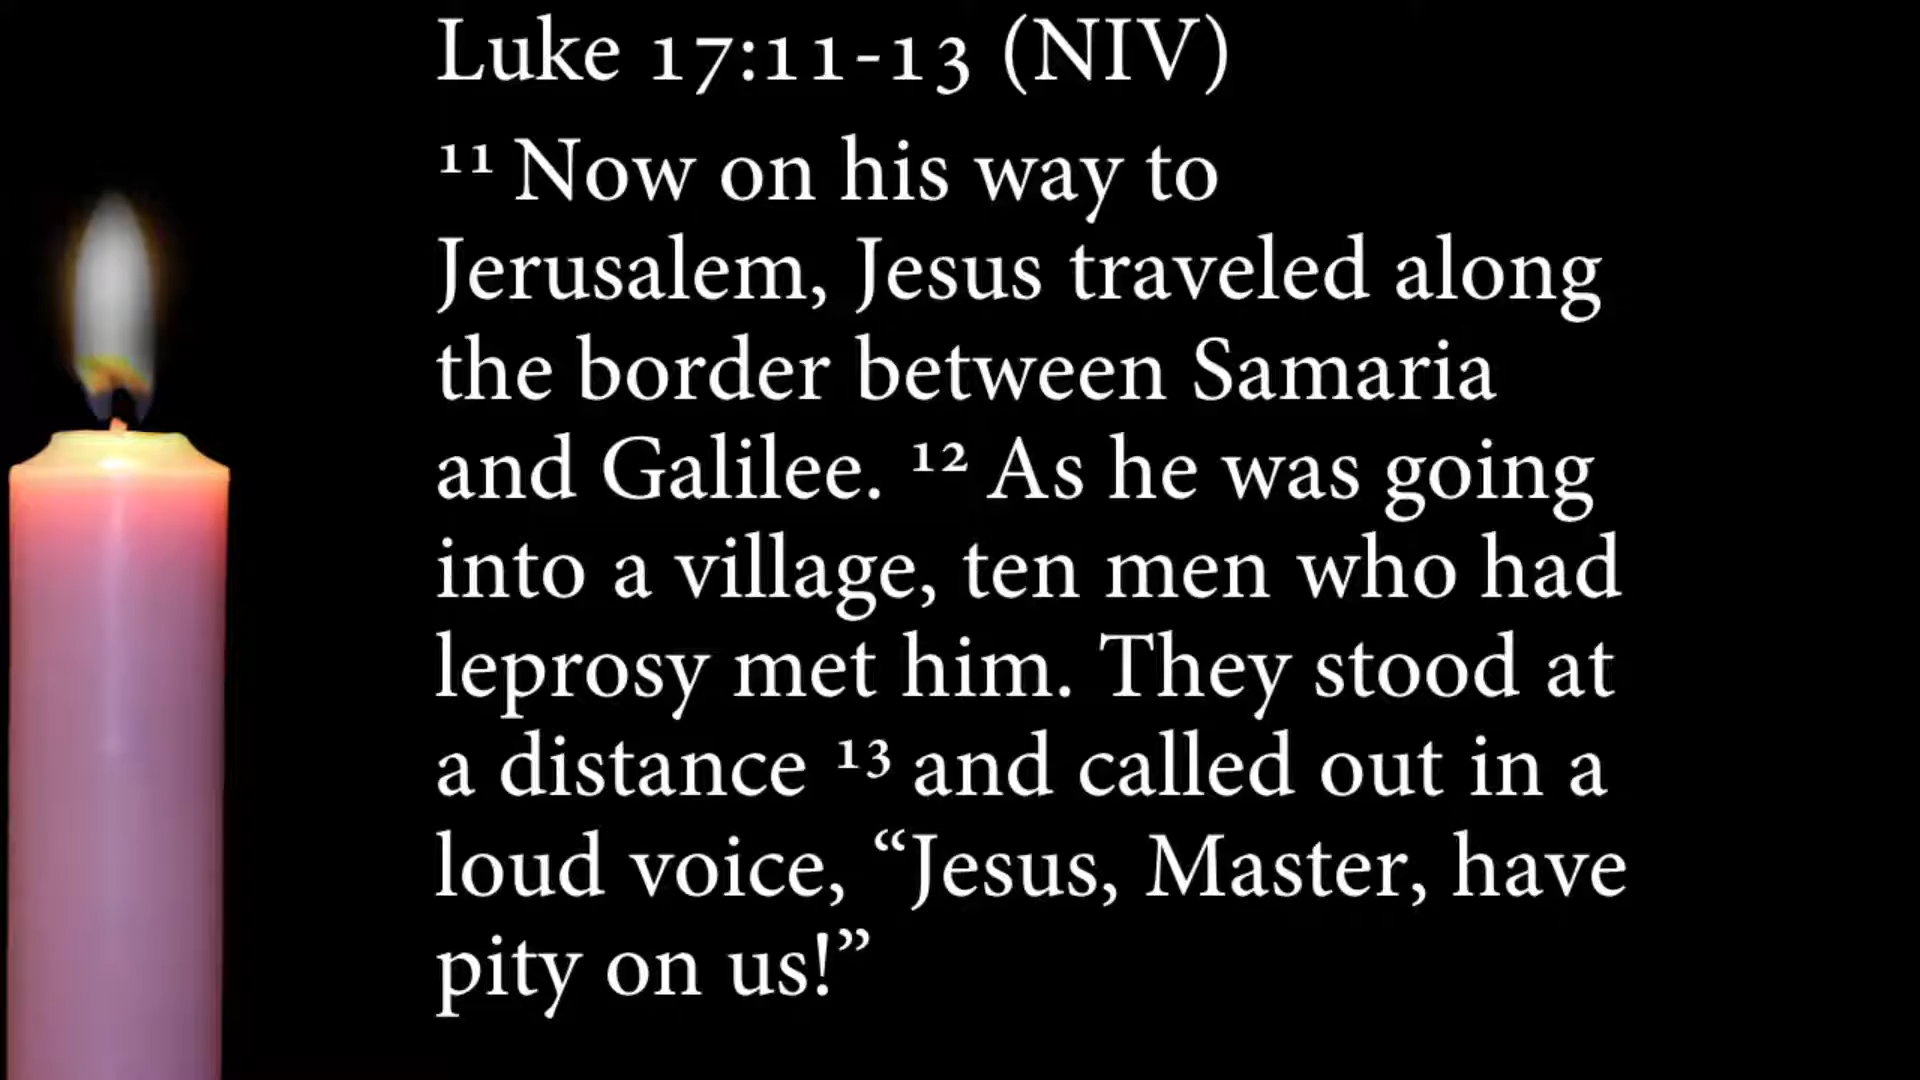 Luke 17:11-13 (NIV)
¹¹ Now on his way to
Jerusalem, Jesus traveled along
the border between Samaria
and Galilee. ¹² As he was going
into a village, ten men who had
leprosy met him. They stood at
a distance ¹³ and called out in a
loud voice, “Jesus, Master, have
pity on us!”